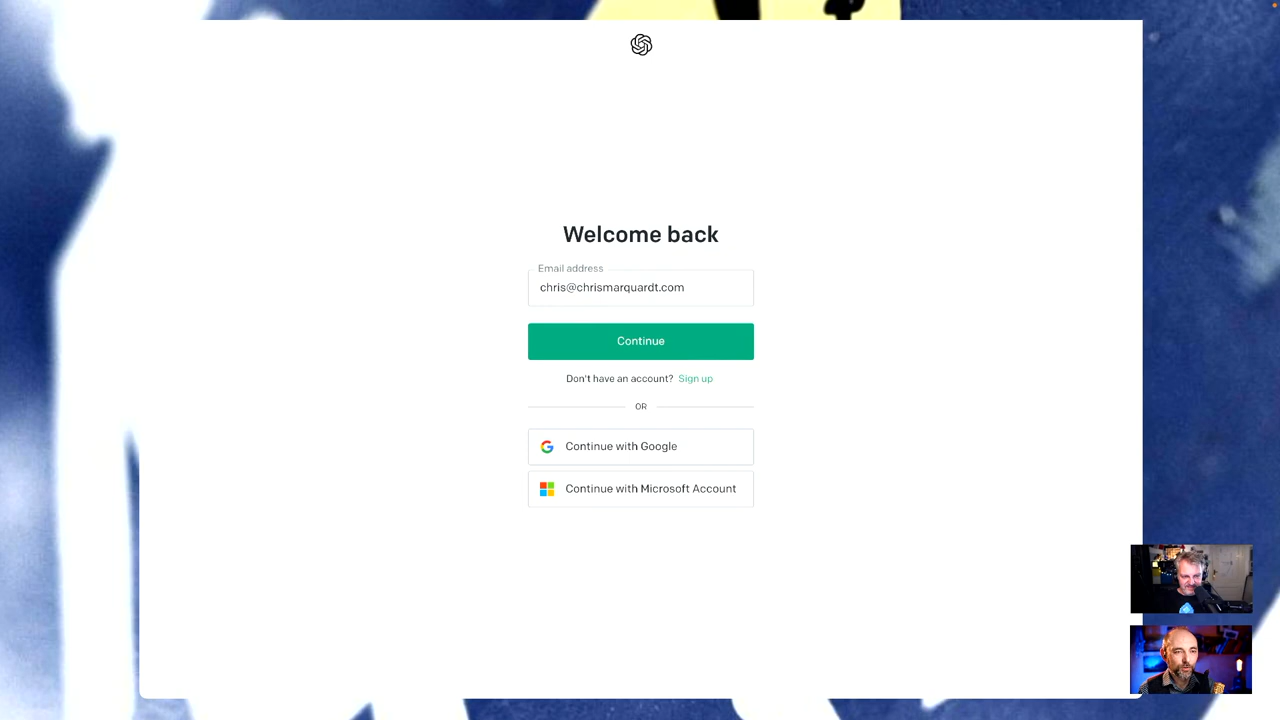 Welcome back
Email address
chris@chrismarquardt.com
Continue
Don't have an account? Sign up
OR
Continue with Google
Continue with Microsoft Account